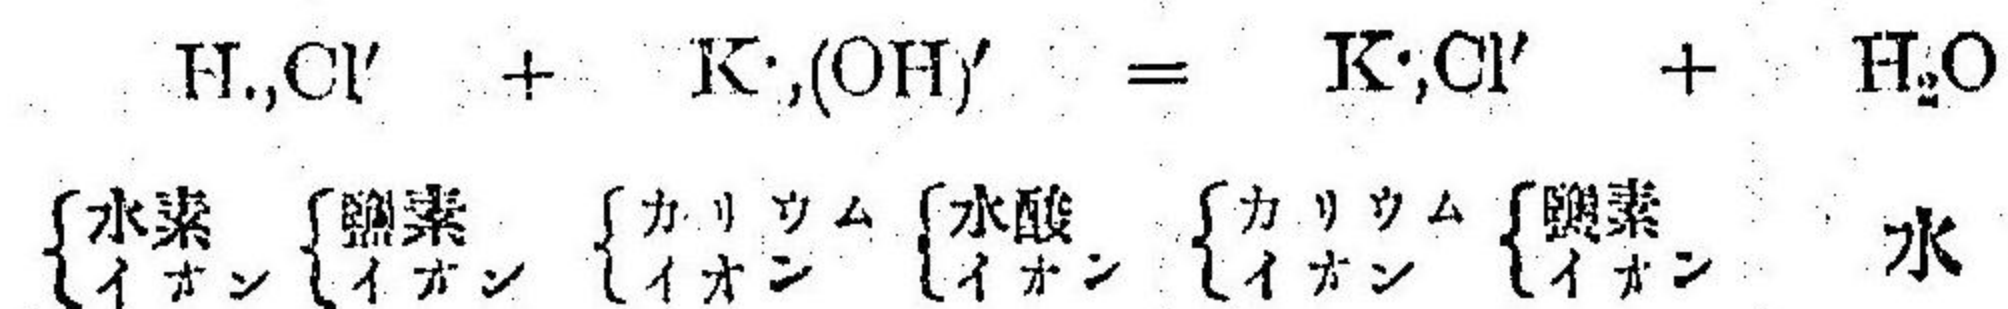 H.,Cl′ + K·,(OH)′ = K·,Cl′ + H₂O
{水素 {鹽素 {カリウム {水酸 {カリウム {鹽素 水
イオン イオン イオン イオン イオン イオン